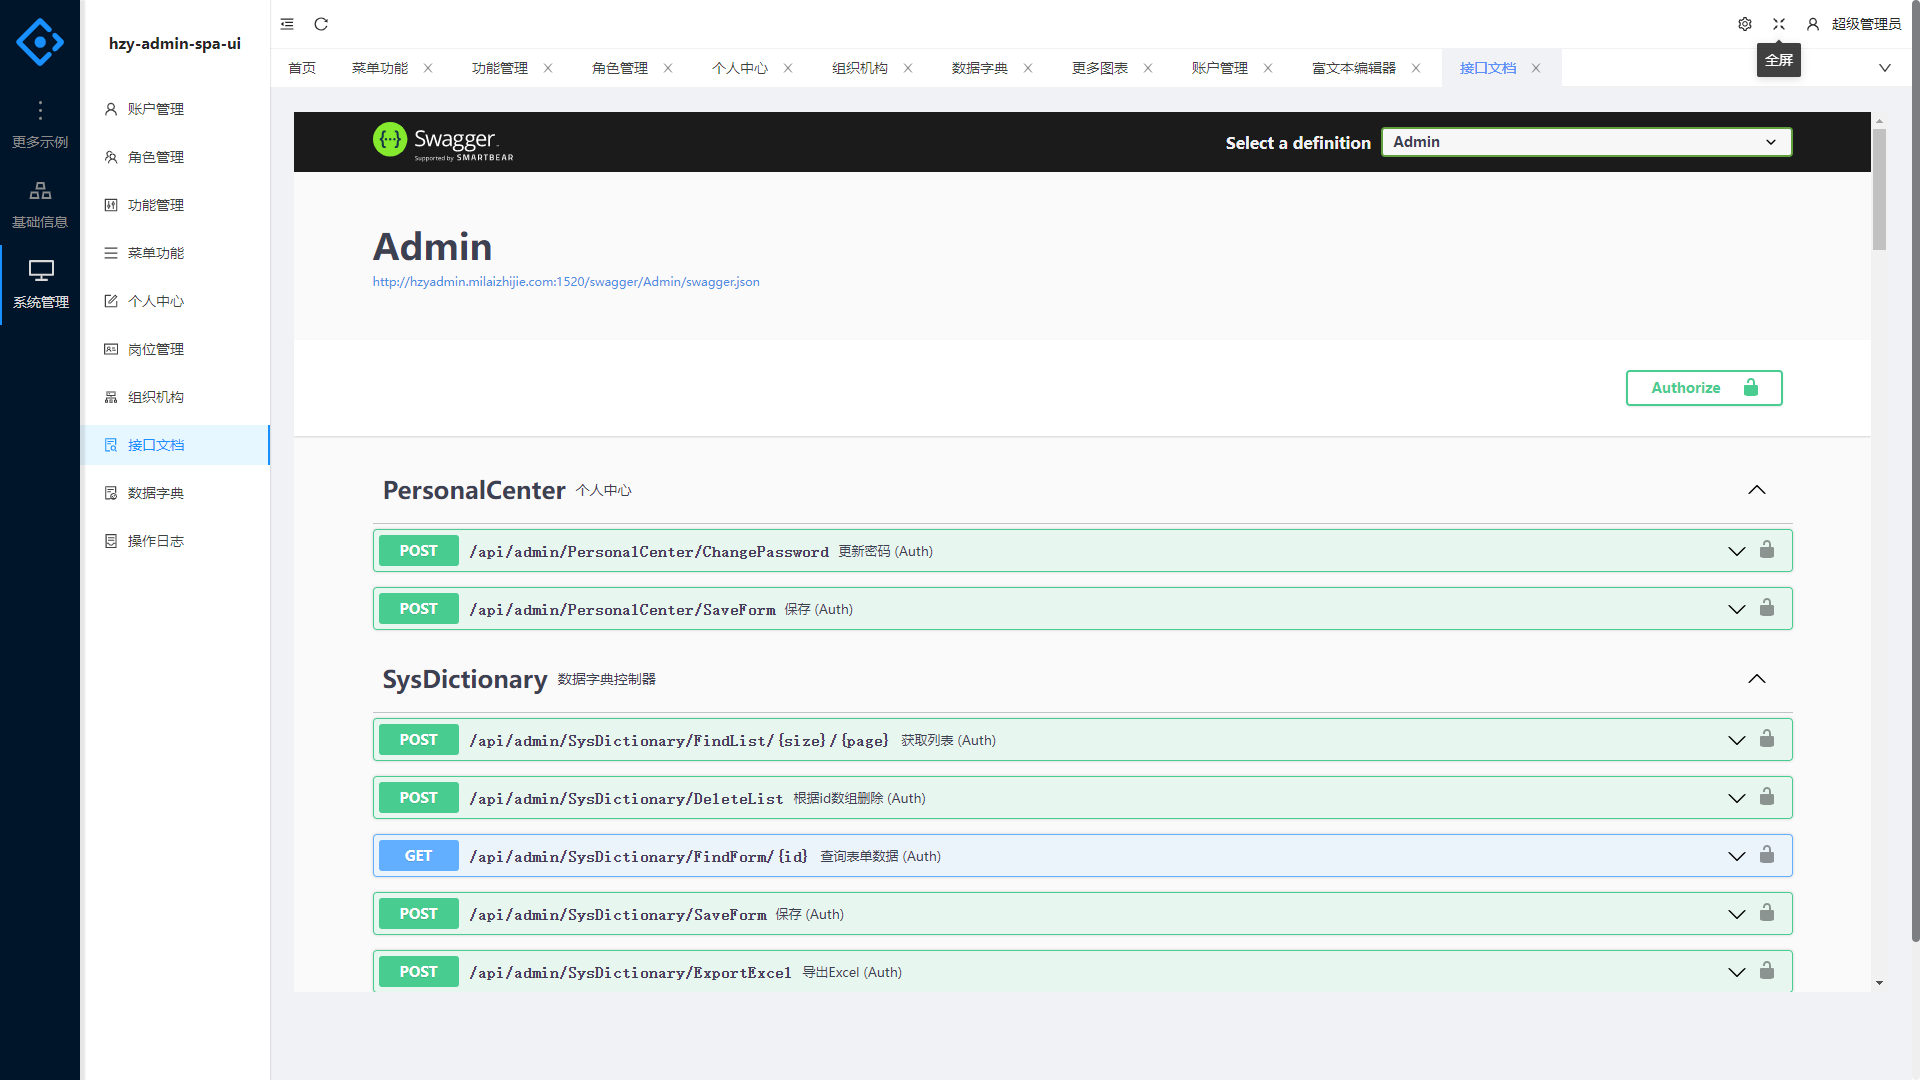 hzy-admin-spa-ui
更多示例
基础信息
系统管理
账户管理
角色管理
功能管理
菜单功能
个人中心
岗位管理
组织机构
接口文档
数据字典
操作日志
超级管理员
全屏
首页 菜单功能 功能管理 角色管理 个人中心 组织机构 数据字典 更多图表 账户管理 富文本编辑器 接口文档
Swagger
Supported by SMARTBEAR
Select a definition Admin
Admin
http://hzyadmin.milaizhijie.com:1520/swagger/Admin/swagger.json
Authorize
PersonalCenter 个人中心
POST /api/admin/PersonalCenter/ChangePassword 更新密码 (Auth)
POST /api/admin/PersonalCenter/SaveForm 保存 (Auth)
SysDictionary 数据字典控制器
POST /api/admin/SysDictionary/FindList/{size}/{page} 获取列表 (Auth)
POST /api/admin/SysDictionary/DeleteList 根据id数组删除 (Auth)
GET /api/admin/SysDictionary/FindForm/{id} 查询表单数据 (Auth)
POST /api/admin/SysDictionary/SaveForm 保存 (Auth)
POST /api/admin/SysDictionary/ExportExcel 导出Excel (Auth)